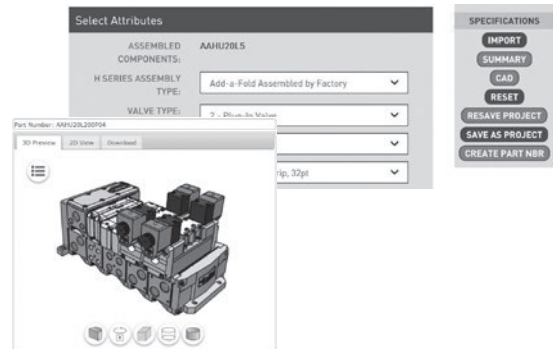 Select Attributes
ASSEMBLED
COMPONENTS:
AAHU20L5
H SERIES ASSEMBLY
TYPE:
Add-a-Fold Assembled by Factory
VALVE TYPE:
2 - Plug-In Valve
rip, 32pt
Part Number: AAHU20L200P04
3D Preview
2D View
Download
SPECIFICATIONS
IMPORT
SUMMARY
CAD
RESET
RESAVE PROJECT
SAVE AS PROJECT
CREATE PART NBR